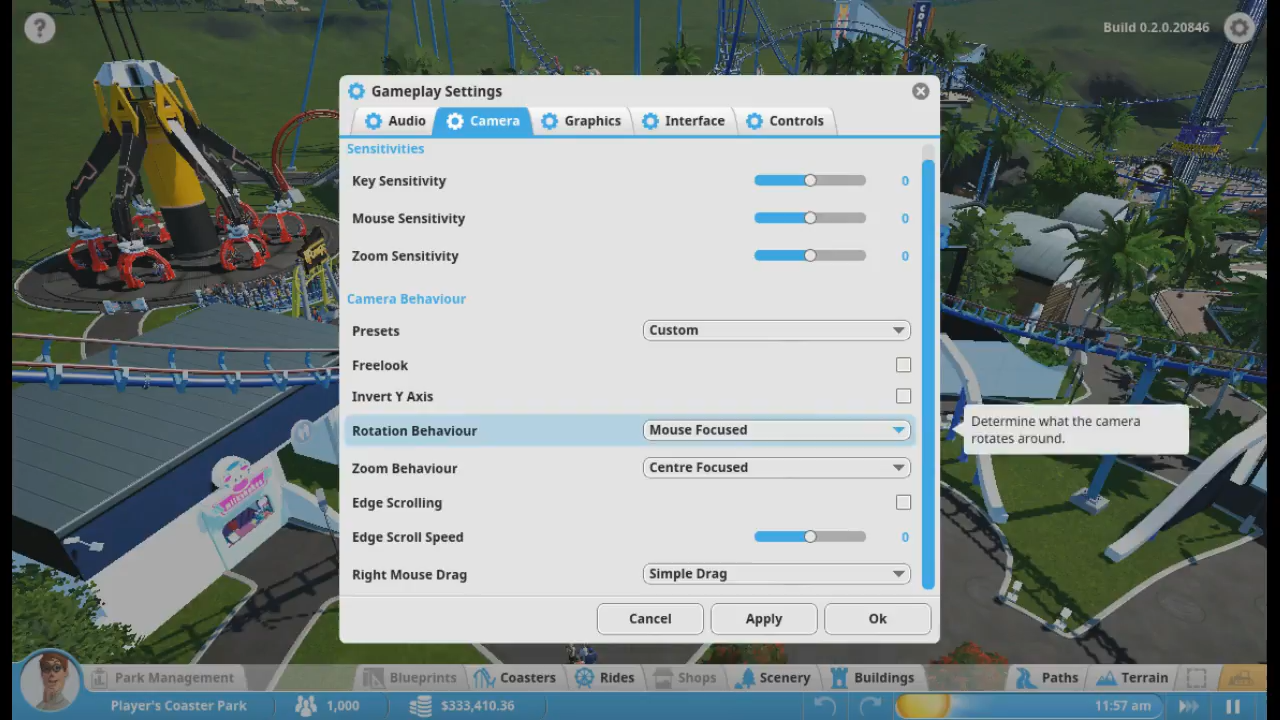 ?
Build 0.2.0.20846
Gameplay Settings
Audio
Camera
Graphics
Interface
Controls
Sensitivities
Key Sensitivity 0
Mouse Sensitivity 0
Zoom Sensitivity 0
Camera Behaviour
Presets Custom
Freelook
Invert Y Axis
Rotation Behaviour Mouse Focused
Determine what the camera
rotates around.
Zoom Behaviour Centre Focused
Edge Scrolling
Edge Scroll Speed 0
Right Mouse Drag Simple Drag
Cancel
Apply
Ok
Park Management
Blueprints
Coasters
Rides
Shops
Scenery
Buildings
Paths
Terrain
Player's Coaster Park
1,000
$333,410.36
11:57 am